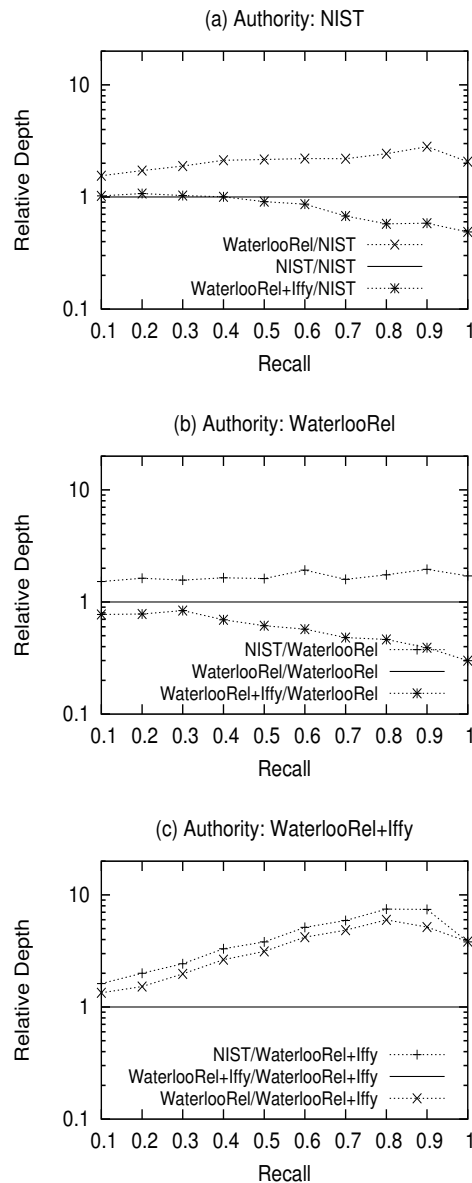 (a) Authority: NIST
10
1
0.1
Relative Depth
WaterlooRel/NIST
NIST/NIST
WaterlooRel+Iffy/NIST
0.1 0.2 0.3 0.4 0.5 0.6 0.7 0.8 0.9 1
Recall
(b) Authority: WaterlooRel
10
1
0.1
Relative Depth
NIST/WaterlooRel
WaterlooRel/WaterlooRel
WaterlooRel+Iffy/WaterlooRel
0.1 0.2 0.3 0.4 0.5 0.6 0.7 0.8 0.9 1
Recall
(c) Authority: WaterlooRel+Iffy
10
1
0.1
Relative Depth
NIST/WaterlooRel+Iffy
WaterlooRel+Iffy/WaterlooRel+Iffy
WaterlooRel/WaterlooRel+Iffy
0.1 0.2 0.3 0.4 0.5 0.6 0.7 0.8 0.9 1
Recall